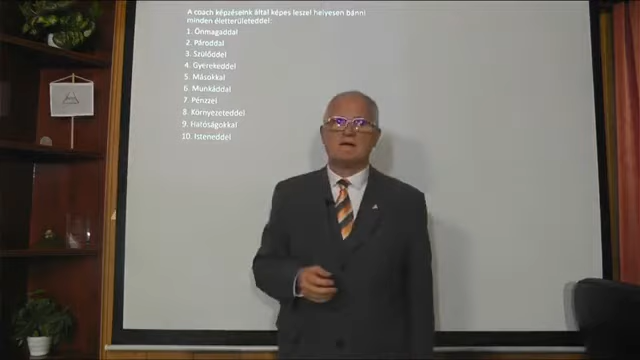 A coach képzéseink által képes leszel helyesen bánni
minden életterületeddel:
1. Önmagaddal
2. Pároddal
3. Szülőddel
4. Gyerekeddel
5. Másokkal
6. Munkáddal
7. Pénzzel
8. Környezeteddel
9. Hatóságokkal
10. Isteneddel